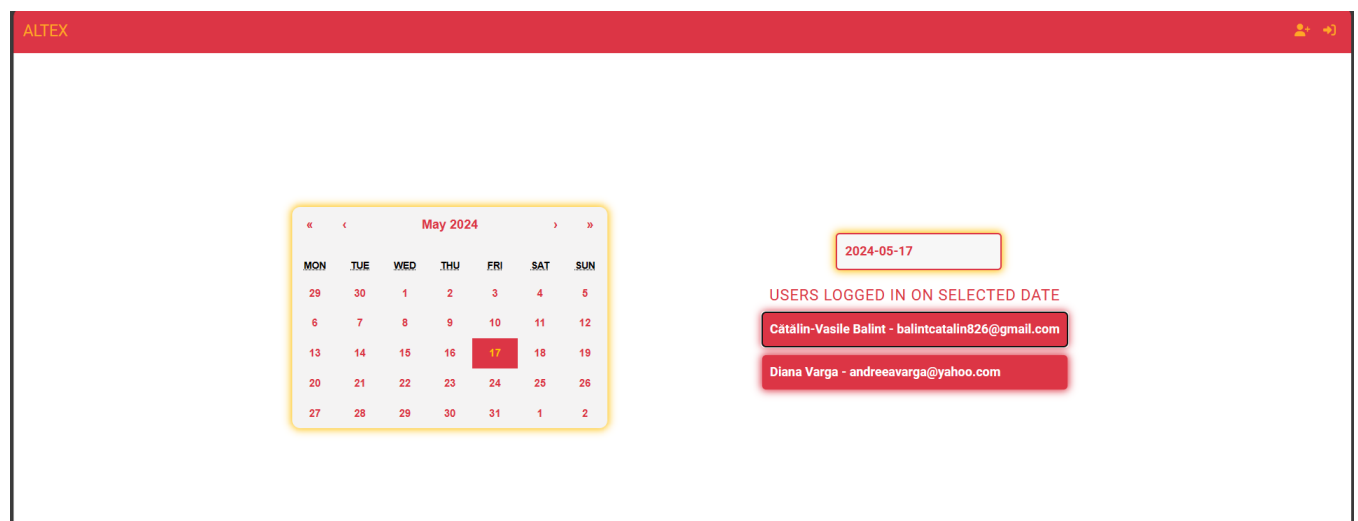 ALTEX
« ‹ May 2024 › »
MON TUE WED THU FRI SAT SUN
29 30 1 2 3 4 5
6 7 8 9 10 11 12
13 14 15 16 17 18 19
20 21 22 23 24 25 26
27 28 29 30 31 1 2
2024-05-17
USERS LOGGED IN ON SELECTED DATE
Cătălin-Vasile Balint - balintcatalin826@gmail.com
Diana Varga - andreeavarga@yahoo.com